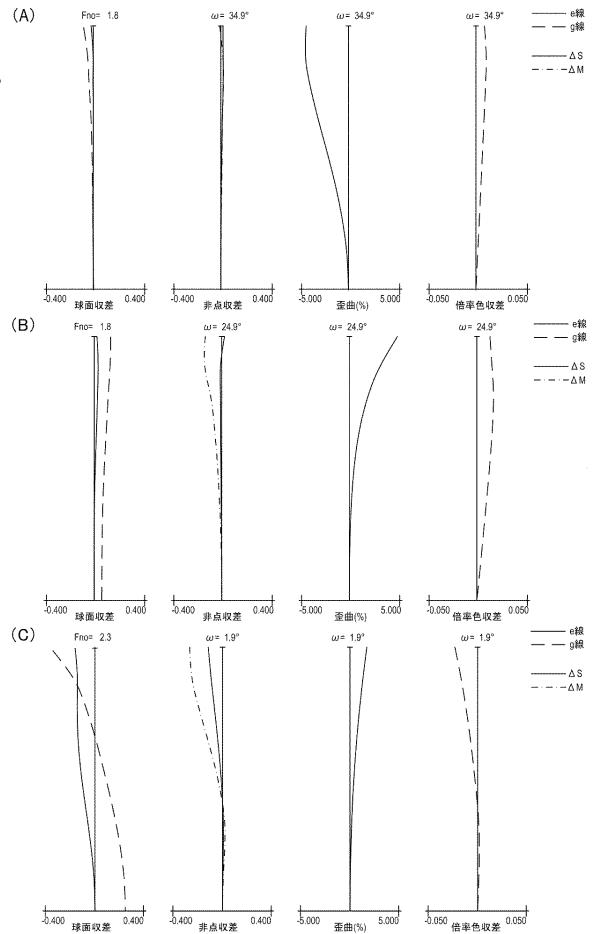 (A)
Fno= 1.8
ω= 34.9°
ω= 34.9°
ω= 34.9°
e線
g線
ΔS
ΔM
-0.400 0.400
球面収差
-0.400 0.400
非点収差
-5.000 5.000
歪曲(%)
-0.050 0.050
倍率色収差
(B)
Fno= 1.8
ω= 24.9°
ω= 24.9°
ω= 24.9°
e線
g線
ΔS
ΔM
-0.400 0.400
球面収差
-0.400 0.400
非点収差
-5.000 5.000
歪曲(%)
-0.050 0.050
倍率色収差
(C)
Fno= 2.3
ω= 1.9°
ω= 1.9°
ω= 1.9°
e線
g線
ΔS
ΔM
-0.400 0.400
球面収差
-0.400 0.400
非点収差
-5.000 5.000
歪曲(%)
-0.050 0.050
倍率色収差